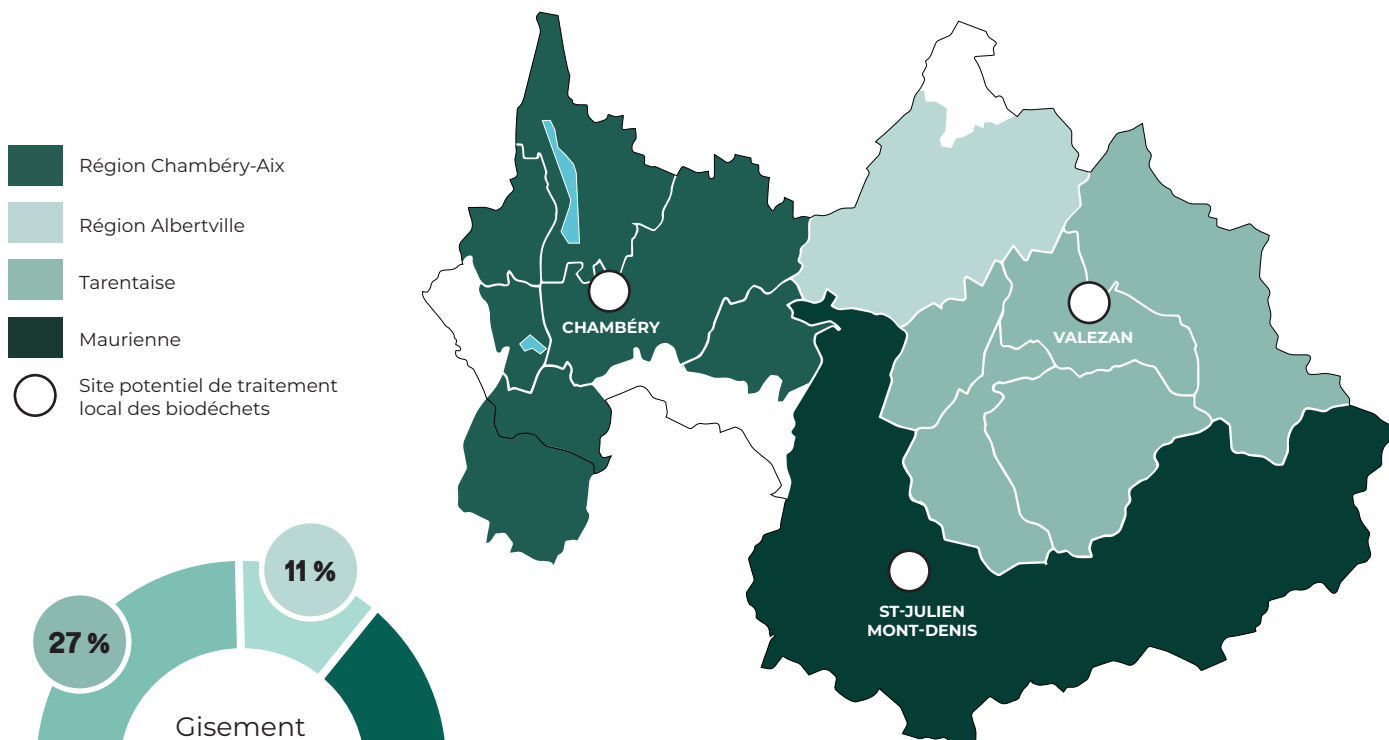 Région Chambéry-Aix
Région Albertville
Tarentaise
Maurienne
Site potentiel de traitement
local des biodéchets
CHAMBÉRY
VALEZAN
ST-JULIEN
MONT-DENIS
11 %
27 %
Gisement